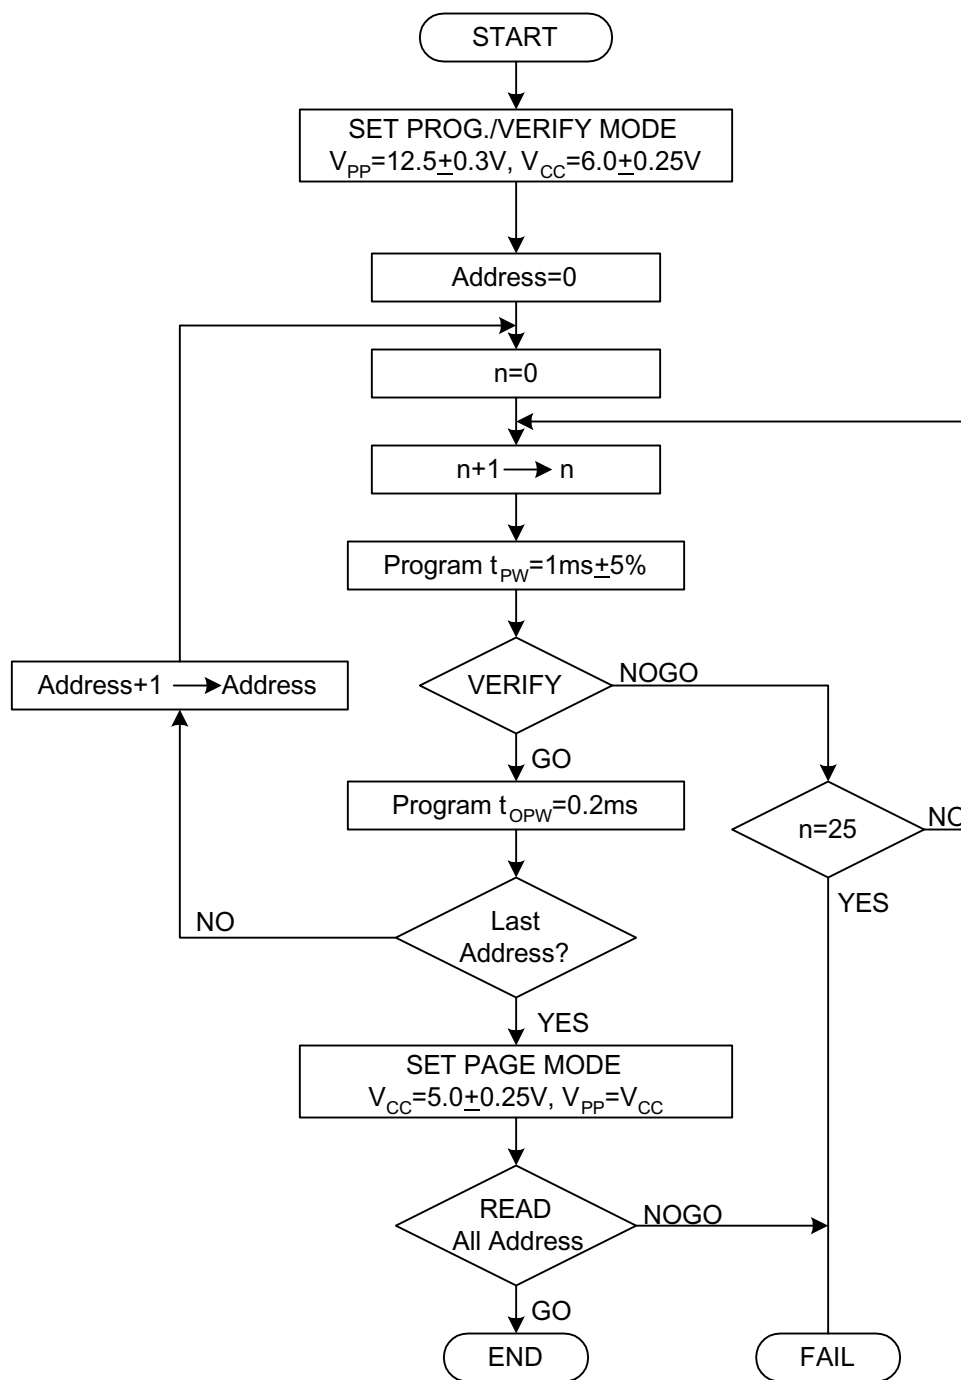 START
SET PROG./VERIFY MODE
VPP=12.5±0.3V, VCC=6.0±0.25V
Address=0
n=0
n+1 → n
Program tPW=1ms±5%
VERIFY
NOGO
GO
Address+1 → Address
Program tOPW=0.2ms
n=25
NO
YES
Last
Address?
NO
YES
SET PAGE MODE
VCC=5.0±0.25V, VPP=VCC
READ
All Address
NOGO
GO
END
FAIL